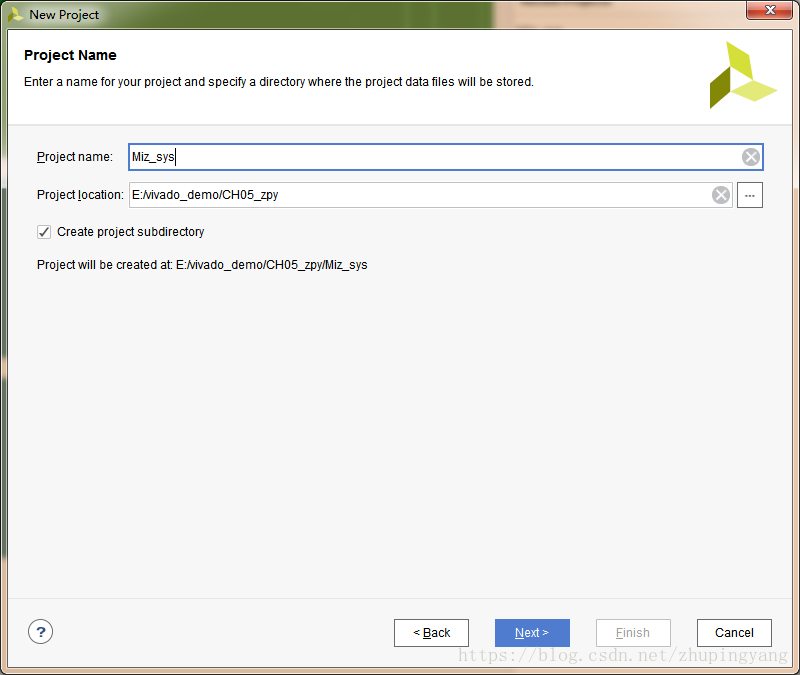 New Project
Project Name
Enter a name for your project and specify a directory where the project data files will be stored.
Project name: Miz_sys
Project location: E:/vivado_demo/CH05_zpy ...
Create project subdirectory
Project will be created at: E:/vivado_demo/CH05_zpy/Miz_sys
? < Back Next > Finish Cancel
https://blog.csdn.net/zhupingyang